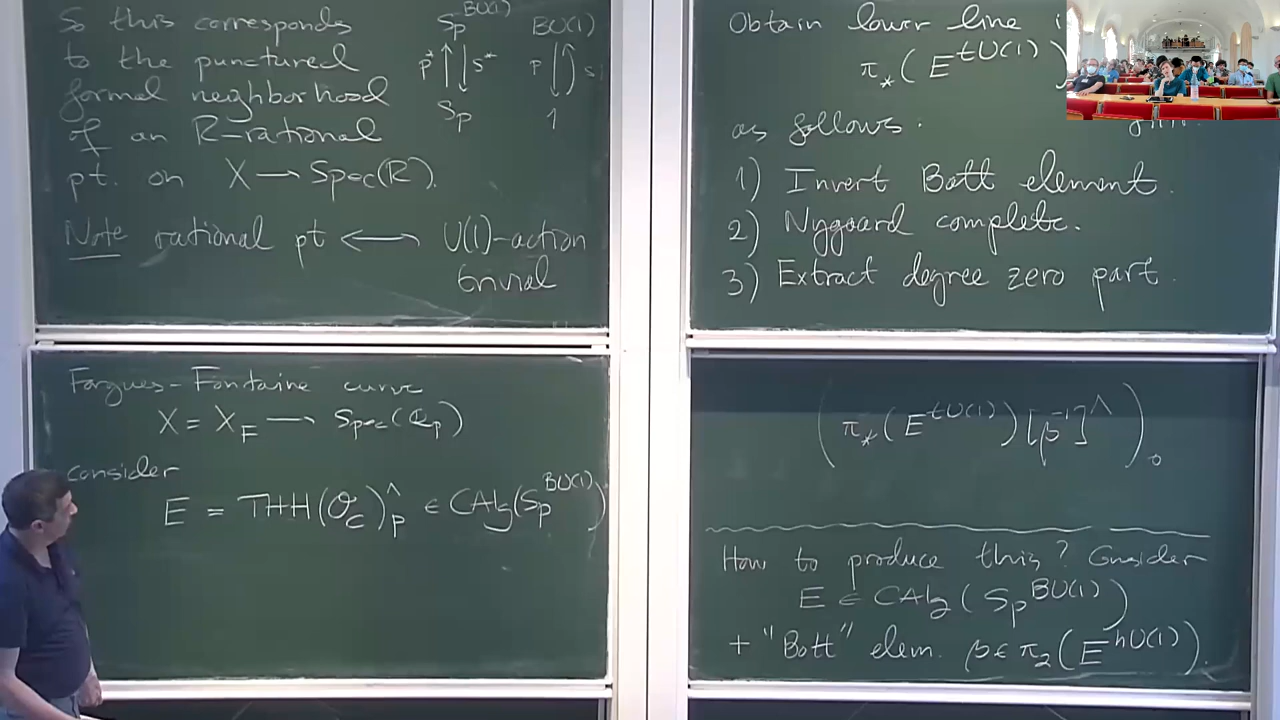 So this corresponds
to the punctured
formal neighborhood
of an R-rational
pt. on X → Spec(R).
Sp^{BU(1)} BU(1)
p^* ↑↓ s^* p ↓↑ s
Sp 1
Note rational pt ⟷ U(1)-action
trivial
Fargues-Fontaine curve
X = X_F → Spec(Q_p)
consider
E = THH(O_C)^∧_p ∈ CAlg(Sp^{BU(1)})
Obtain lower line
π_*(E^{tU(1)})
as follows:
1) Invert Bott element.
2) Nygaard complete.
3) Extract degree zero part.
(π_*(E^{tU(1)})[β^{-1}]^∧)_0
How to produce this? Consider
E ∈ CAlg(Sp^{BU(1)})
+ "Bott" elem. β ∈ π_2(E^{hU(1)}).